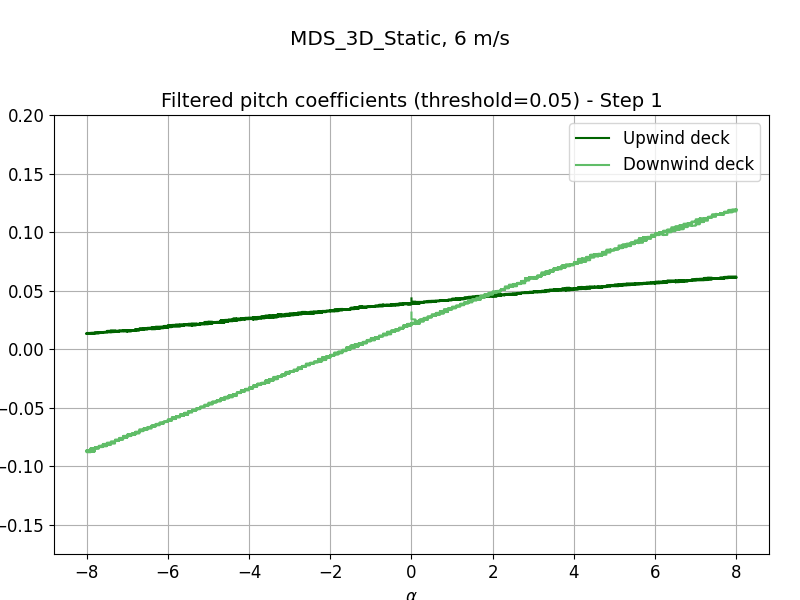 MDS_3D_Static, 6 m/s
Filtered pitch coefficients (threshold=0.05) - Step 1
Upwind deck
Downwind deck
0.20
0.15
0.10
0.05
0.00
−0.05
−0.10
−0.15
−8 −6 −4 −2 0 2 4 6 8
α